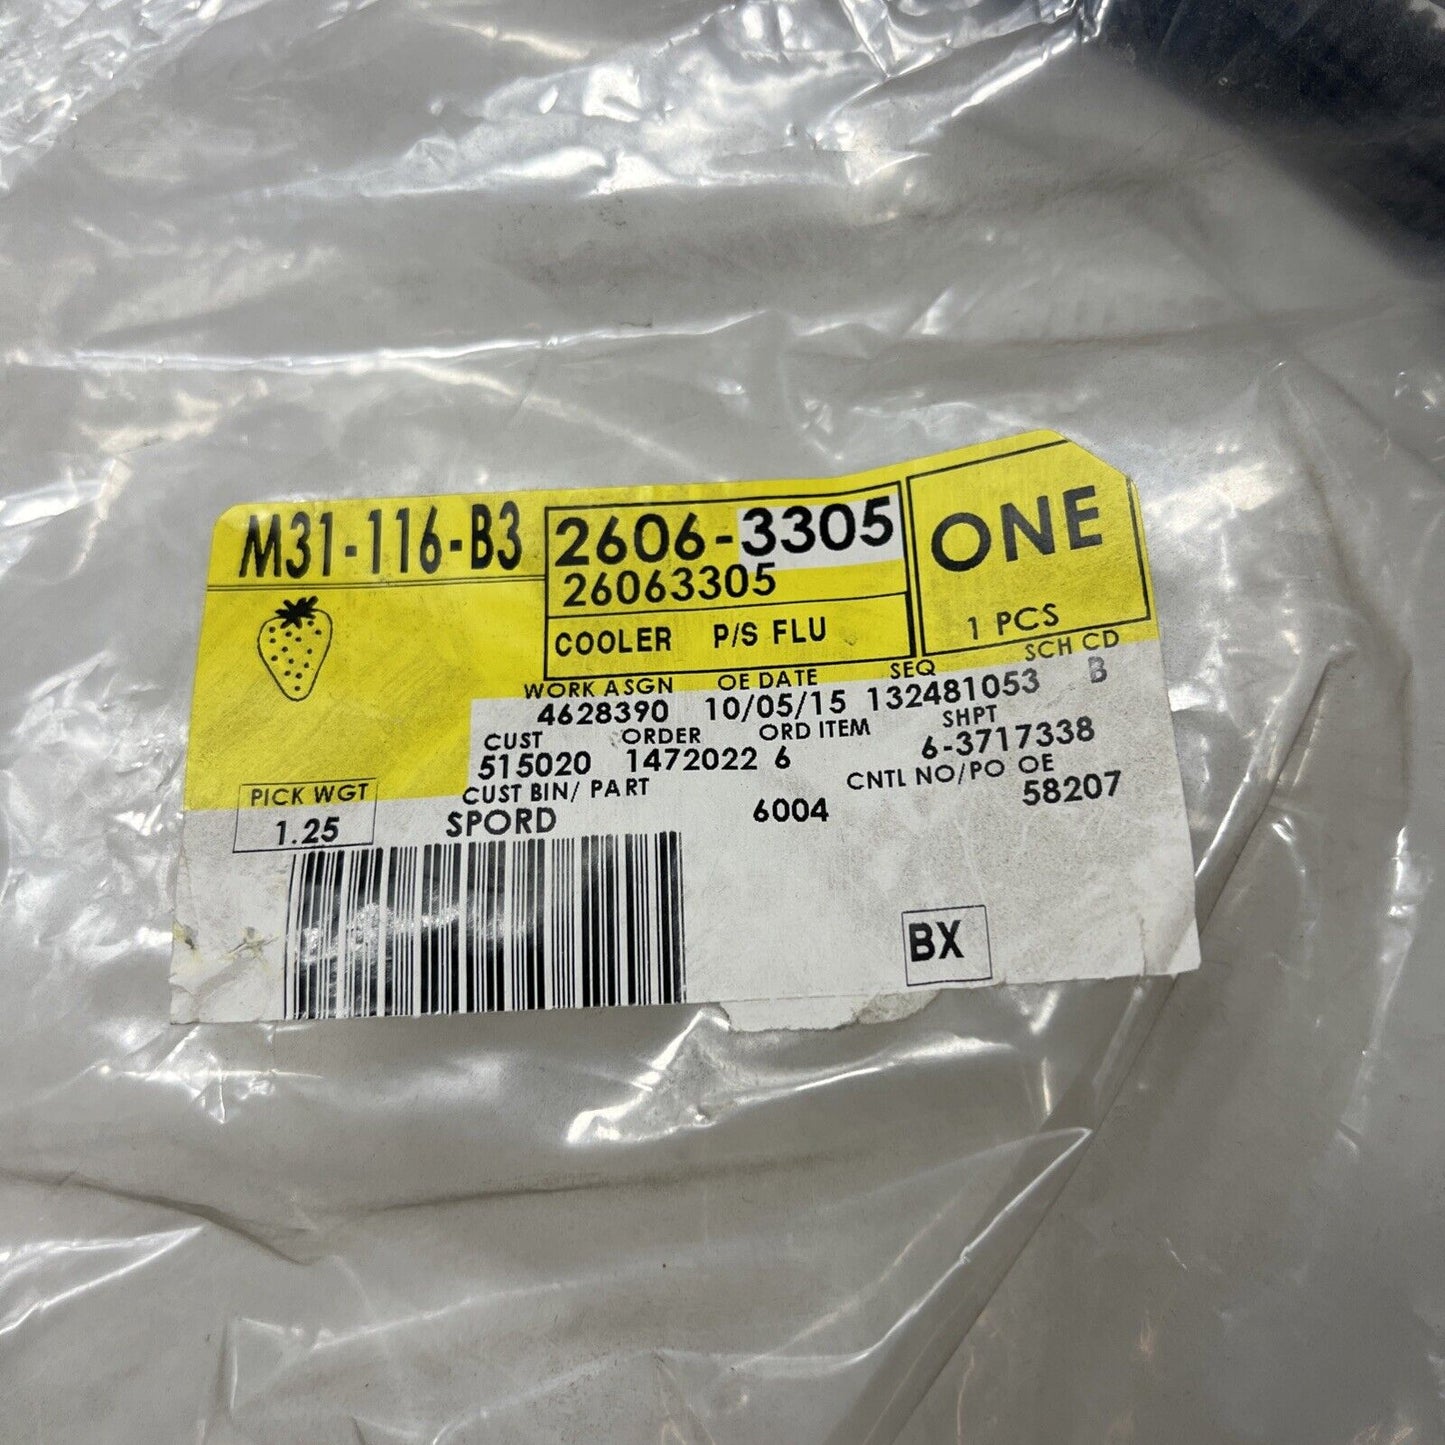 M31-116-B3
2606-3305
26063305
COOLER P/S FLU
ONE
1 PCS
WORK ASGN OE DATE SEQ SCH CD
4628390 10/05/15 132481053 B
CUST ORDER ORD ITEM SHPT
515020 1472022 6 6-3717338
PICK WGT
1.25
CUST BIN/ PART CNTL NO/PO OE
SPORD 6004 58207
BX